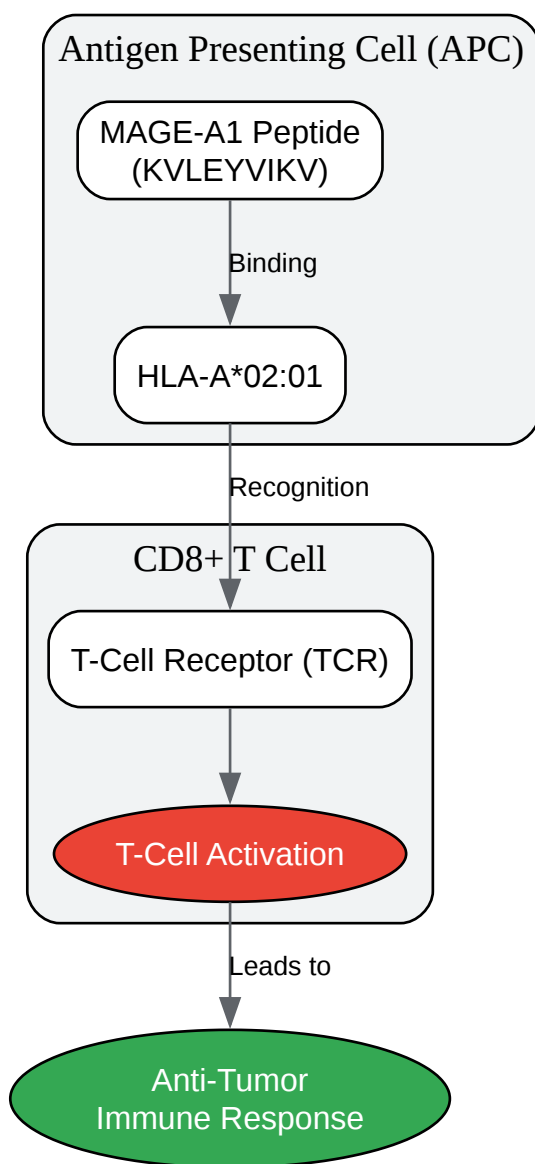 Antigen Presenting Cell (APC)
MAGE-A1 Peptide
(KVLEYVIKV)
Binding
HLA-A*02:01
Recognition
CD8+ T Cell
T-Cell Receptor (TCR)
T-Cell Activation
Leads to
Anti-Tumor
Immune Response